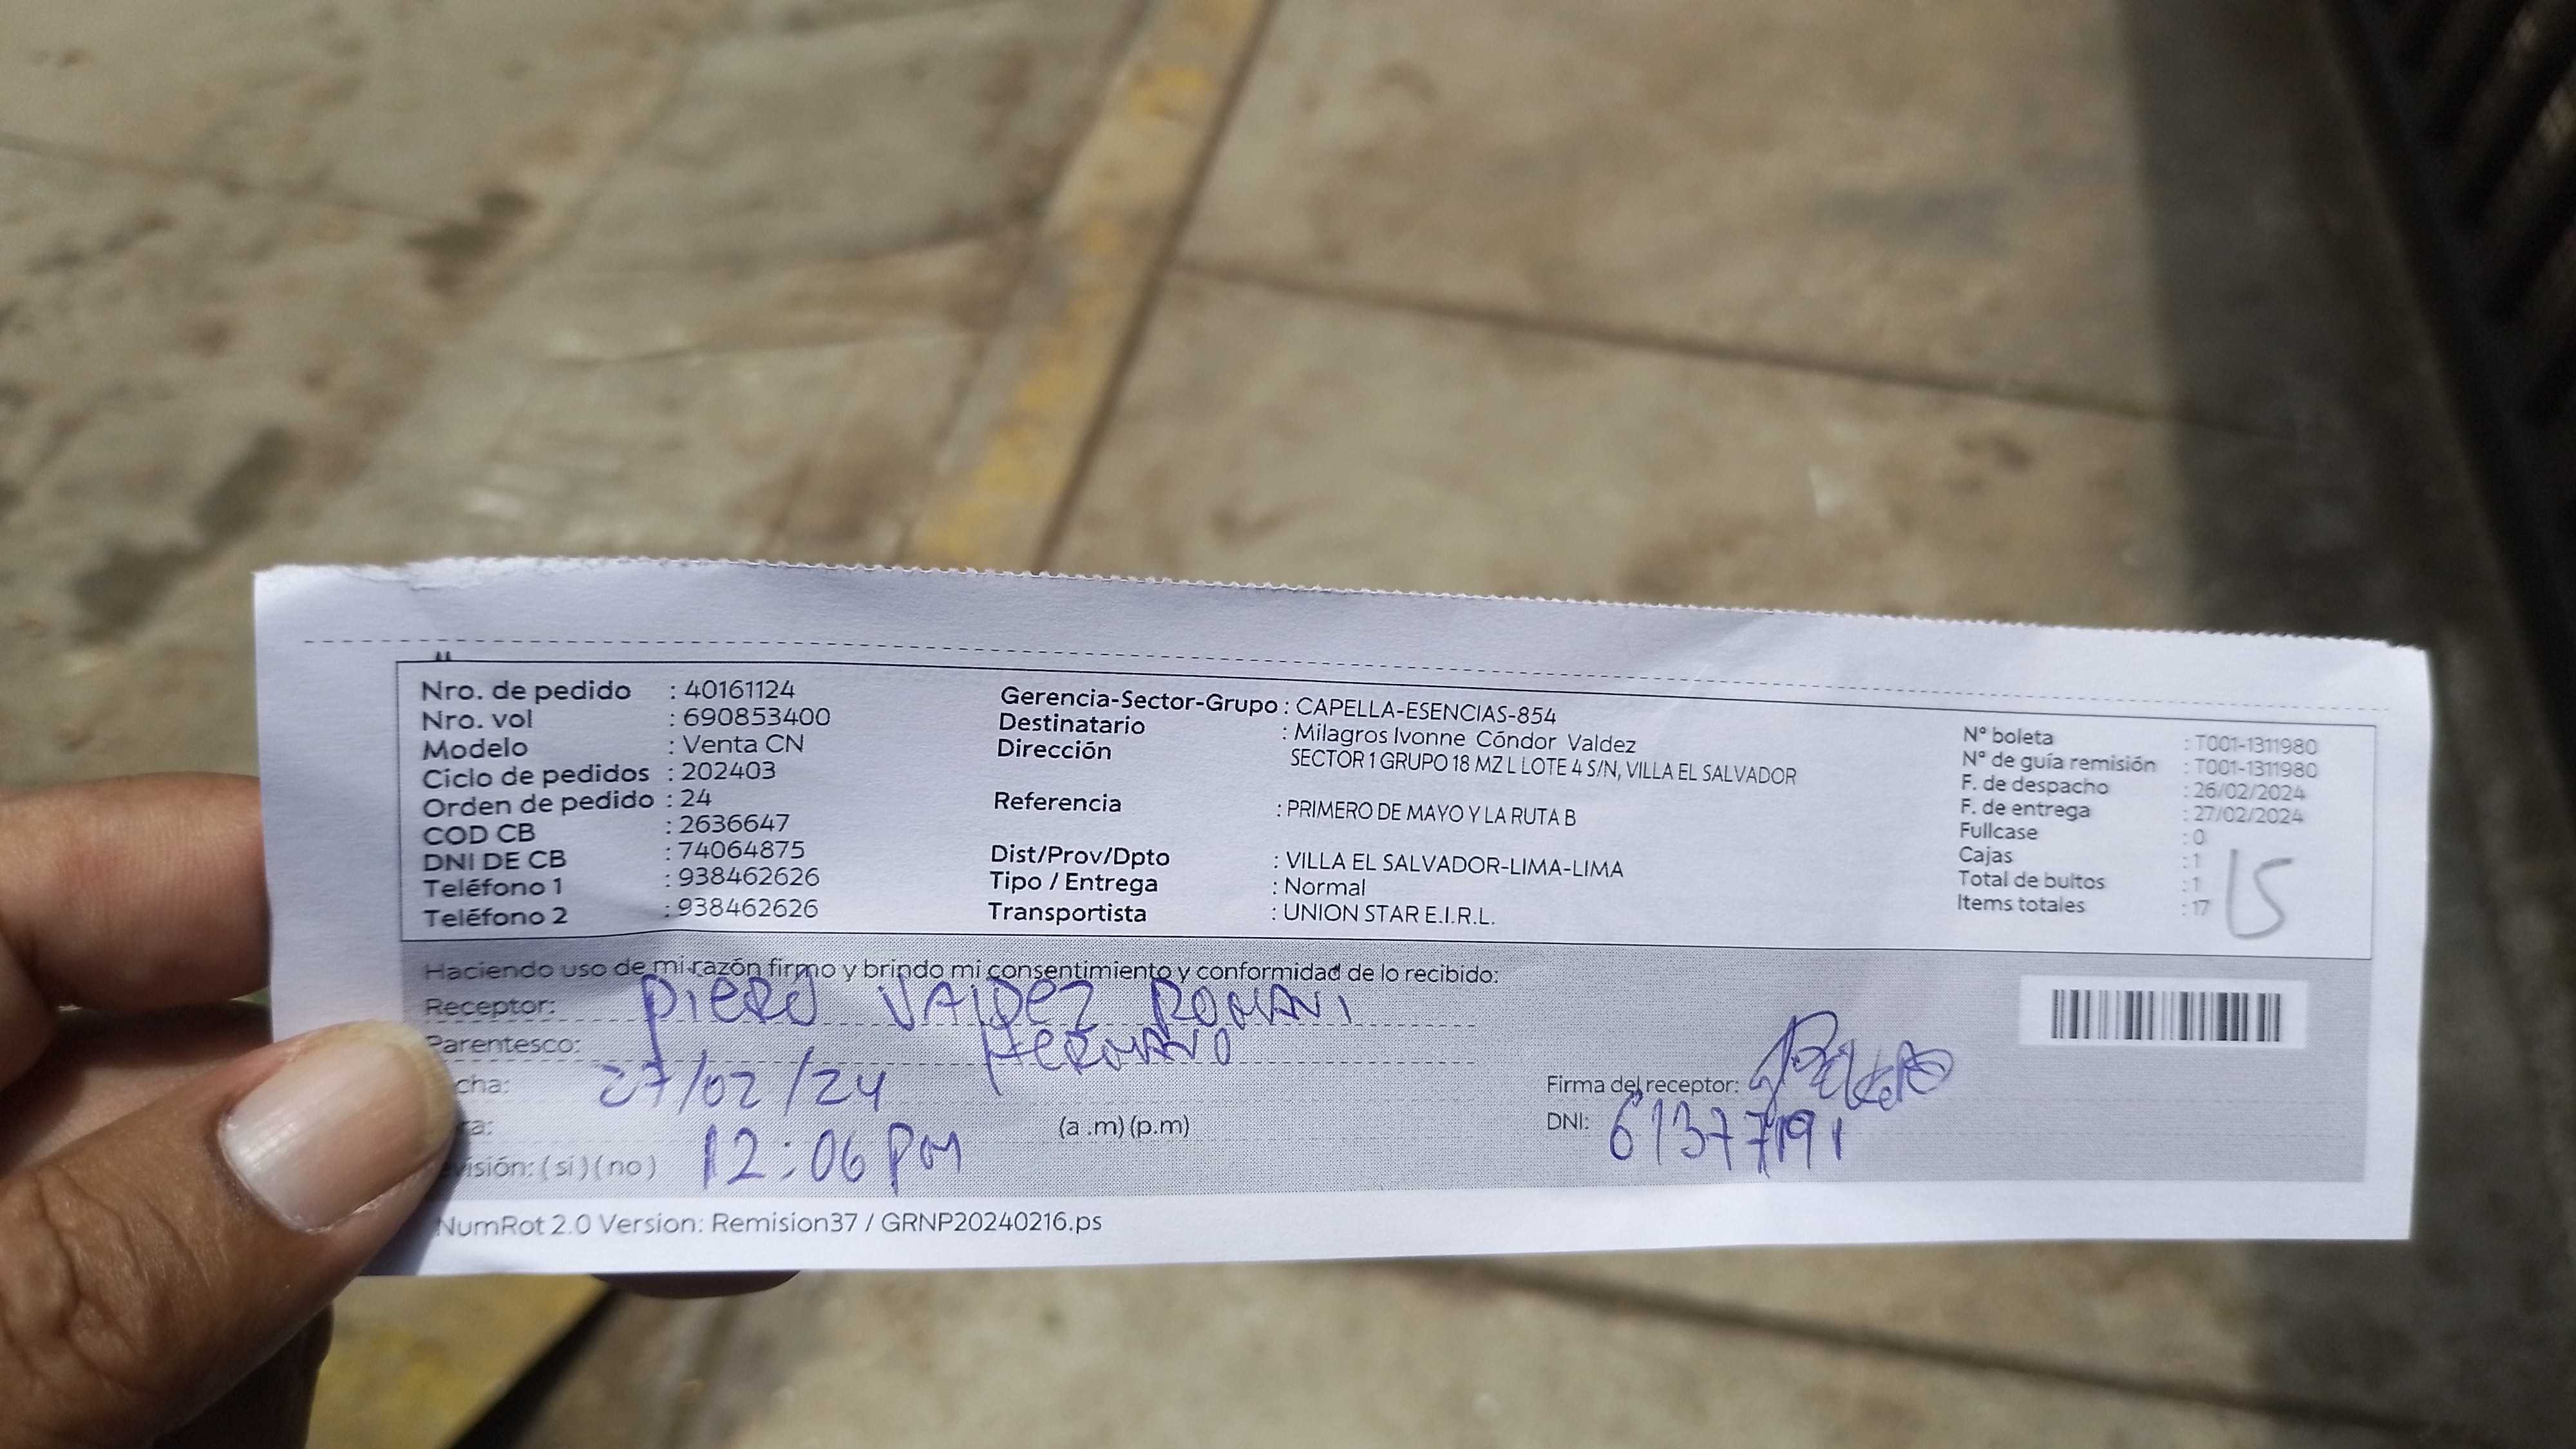 Nro. de pedido : 40161124
Nro. vol : 690853400
Modelo : Venta CN
Ciclo de pedidos : 202403
Orden de pedido : 24
COD CB : 2636647
DNI DE CB : 74064875
Teléfono 1 : 938462626
Teléfono 2 : 938462626
Gerencia-Sector-Grupo : CAPELLA-ESENCIAS-854
Destinatario : Milagros Ivonne Cóndor Valdez
Dirección SECTOR 1 GRUPO 18 MZ L LOTE 4 S/N, VILLA EL SALVADOR
Referencia : PRIMERO DE MAYO Y LA RUTA B
Dist/Prov/Dpto : VILLA EL SALVADOR-LIMA-LIMA
Tipo / Entrega : Normal
Transportista : UNION STAR E.I.R.L.
N° boleta : T001-1311980
N° de guía remisión : T001-1311980
F. de despacho : 26/02/2024
F. de entrega : 27/02/2024
Fullcase : 0
Cajas : 1
Total de bultos : 1
Items totales : 17
15
Haciendo uso de mi razón firmo y brindo mi consentimiento y conformidad de lo recibido:
Receptor: PIERO VALDEZ ROMANI
Parentesco: HERMANO
cha: 27/02/24
ra: 12:06 PM (a .m) (p.m)
visión: ( si ) ( no )
Firma del receptor:
DNI: 61377191
NumRot 2.0 Version: Remision37 / GRNP20240216.ps